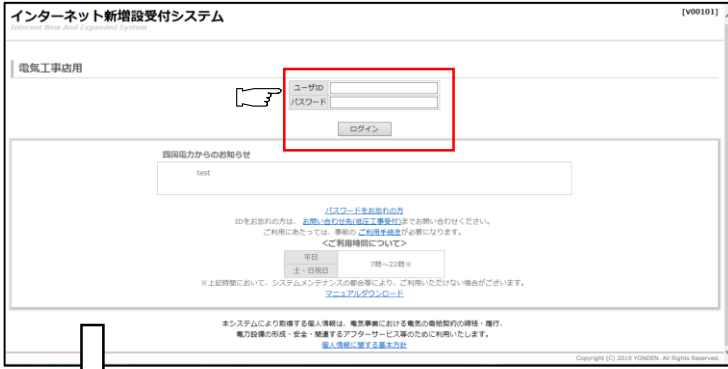 インターネット新増設受付システム
Internet New And Expanded System
[V00101]
電気工事店用
ユーザID
パスワード
ログイン
四国電力からのお知らせ
test
パスワードをお忘れの方
IDをお忘れの方は、お問い合わせ先(低圧工事受付)までお問い合わせください。
ご利用にあたっては、事前のご利用手続きが必要になります。
<ご利用時間について>
平日
土・日祝日
7時～22時※
※上記時間において、システムメンテナンスの都合等により、ご利用いただけない場合がございます。
マニュアルダウンロード
本システムにより取得する個人情報は、電気事業における電気の需給契約の締結・履行、
電力設備の形成・安全・関連するアフターサービス等のために利用いたします。
個人情報に関する基本方針
Copyright (C) 2019 YONDEN. All Rights Reserved.